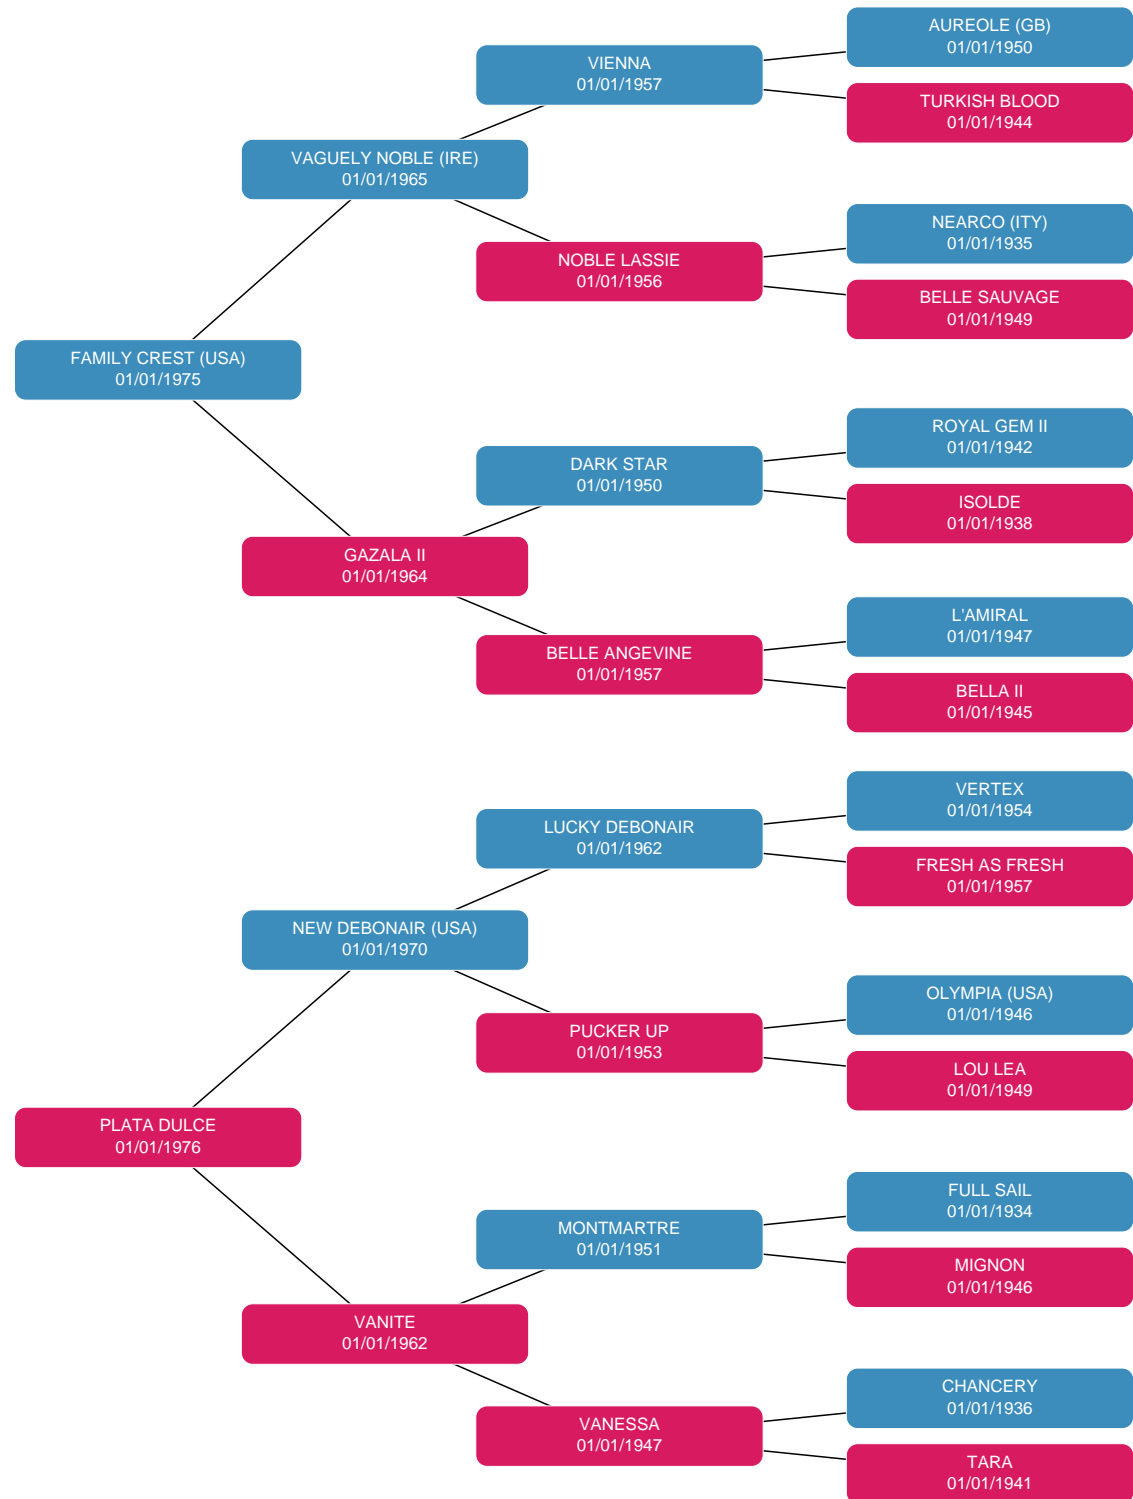 AUREOLE (GB)
01/01/1950
VIENNA
01/01/1957
TURKISH BLOOD
01/01/1944
VAGUELY NOBLE (IRE)
01/01/1965
NEARCO (ITY)
01/01/1935
NOBLE LASSIE
01/01/1956
BELLE SAUVAGE
01/01/1949
FAMILY CREST (USA)
01/01/1975
ROYAL GEM II
01/01/1942
DARK STAR
01/01/1950
ISOLDE
01/01/1938
GAZALA II
01/01/1964
L'AMIRAL
01/01/1947
BELLE ANGEVINE
01/01/1957
BELLA II
01/01/1945
VERTEX
01/01/1954
LUCKY DEBONAIR
01/01/1962
FRESH AS FRESH
01/01/1957
NEW DEBONAIR (USA)
01/01/1970
OLYMPIA (USA)
01/01/1946
PUCKER UP
01/01/1953
LOU LEA
01/01/1949
PLATA DULCE
01/01/1976
FULL SAIL
01/01/1934
MONTMARTRE
01/01/1951
MIGNON
01/01/1946
VANITE
01/01/1962
CHANCERY
01/01/1936
VANESSA
01/01/1947
TARA
01/01/1941